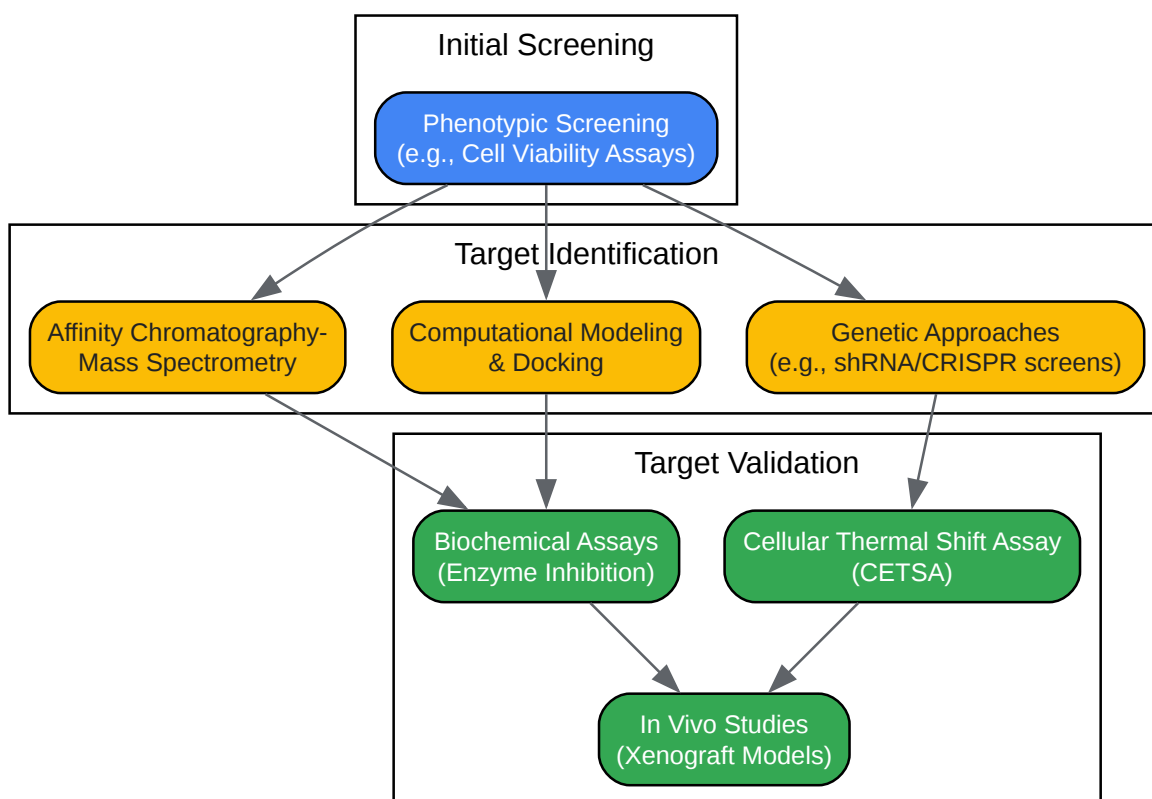 Initial Screening
Phenotypic Screening
(e.g., Cell Viability Assays)
Target Identification
Affinity Chromatography-
Mass Spectrometry
Computational Modeling
& Docking
Genetic Approaches
(e.g., shRNA/CRISPR screens)
Target Validation
Biochemical Assays
(Enzyme Inhibition)
Cellular Thermal Shift Assay
(CETSA)
In Vivo Studies
(Xenograft Models)